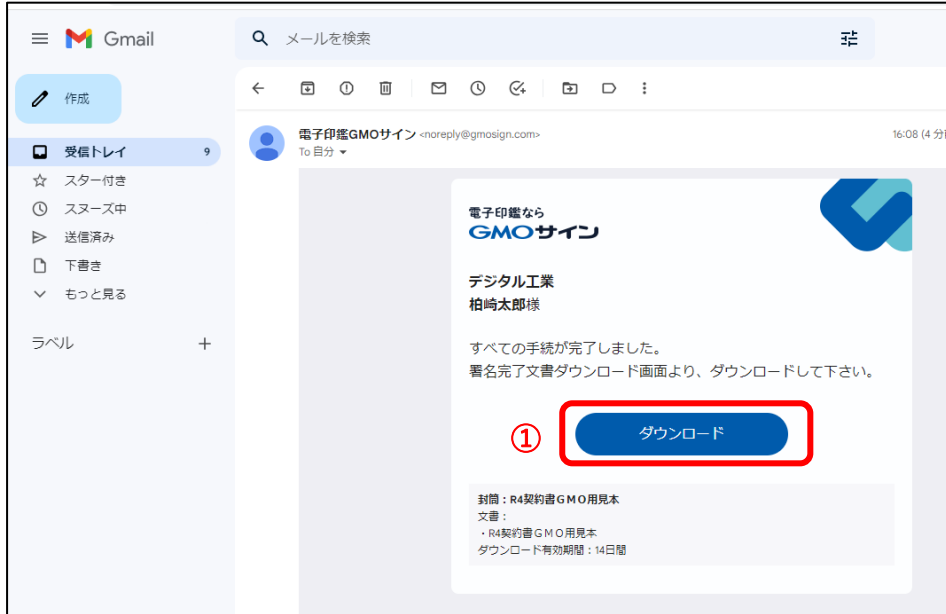 Gmail
メールを検索
作成
受信トレイ 9
スター付き
スヌーズ中
送信済み
下書き
もっと見る
ラベル +
電子印鑑GMOサイン <noreply@gmosign.com>
16:08 (4 分前
To 自分
電子印鑑なら
GMOサイン
デジタル工業
柏崎太郎様
すべての手続が完了しました。
署名完了文書ダウンロード画面より、ダウンロードして下さい。
① ダウンロード
封筒：R4契約書ＧＭＯ用見本
文書：
・R4契約書ＧＭＯ用見本
ダウンロード有効期間：14日間